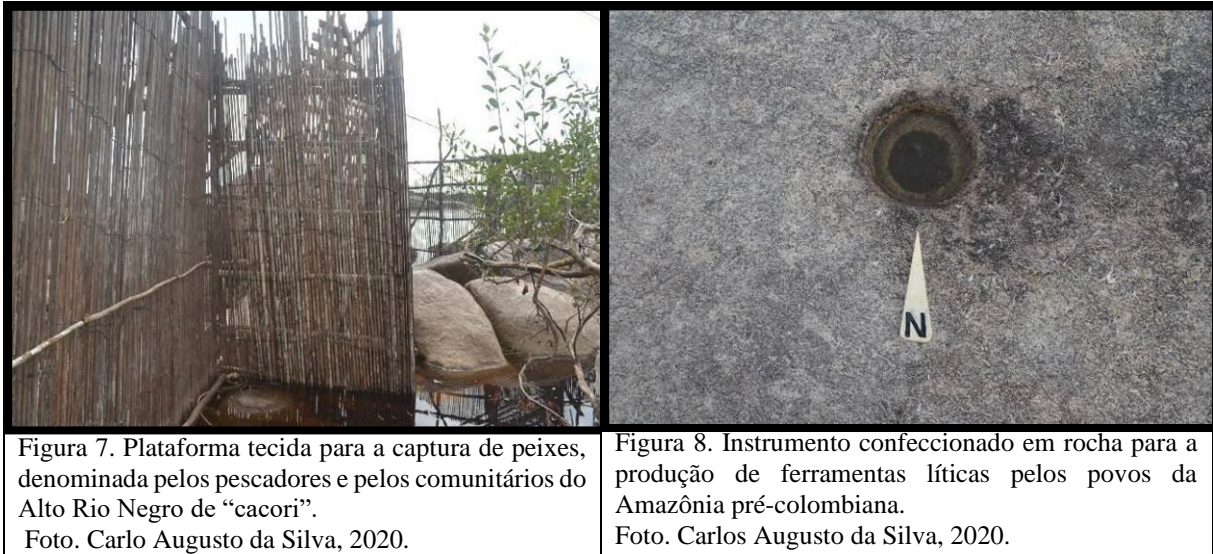 N
Figura 7. Plataforma tecida para a captura de peixes,
denominada pelos pescadores e pelos comunitários do
Alto Rio Negro de “cacori”.
Foto. Carlo Augusto da Silva, 2020.
Figura 8. Instrumento confeccionado em rocha para a
produção de ferramentas líticas pelos povos da
Amazônia pré-colombiana.
Foto. Carlos Augusto da Silva, 2020.